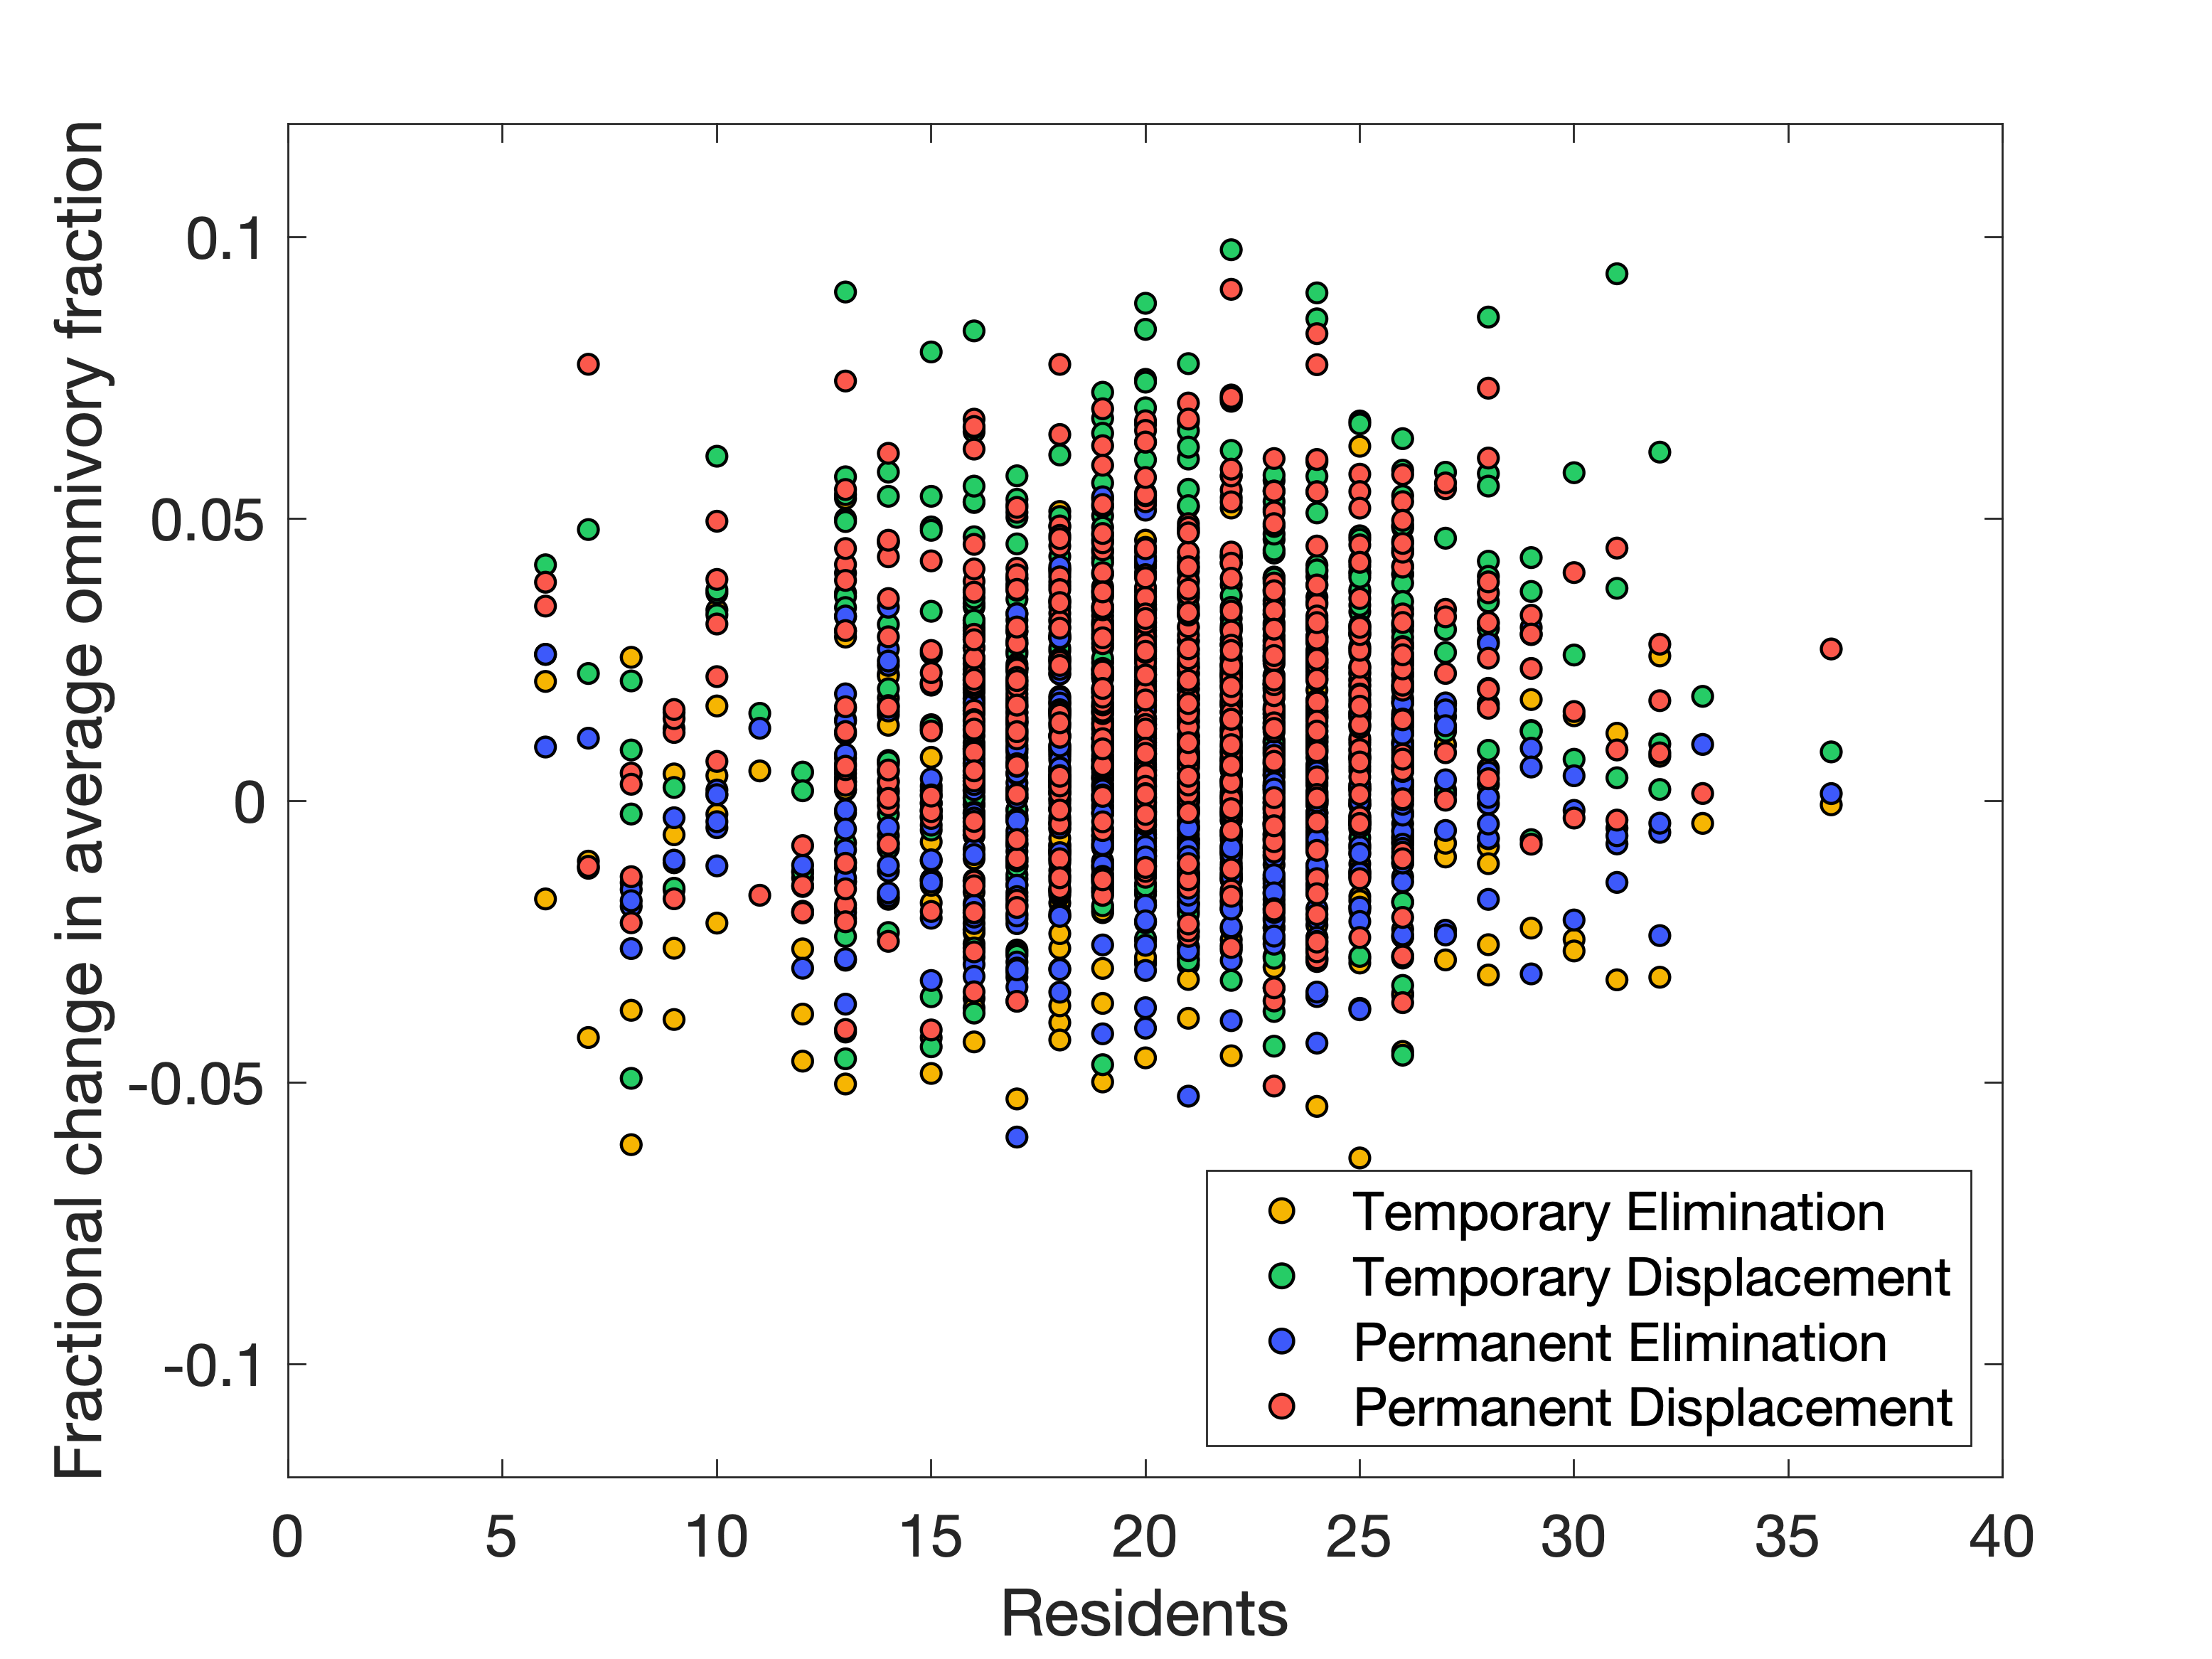 Fractional change in average omnivory fraction
0.1
0.05
0
-0.05
-0.1
Temporary Elimination
Temporary Displacement
Permanent Elimination
Permanent Displacement
0 5 10 15 20 25 30 35 40
Residents